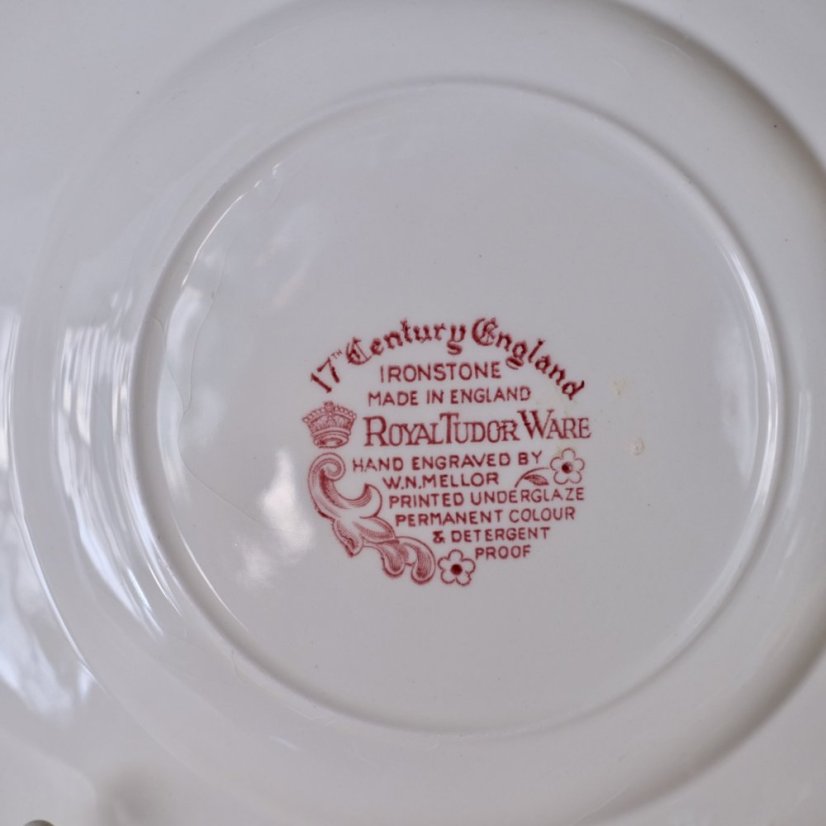 17TH Century England
IRONSTONE
MADE IN ENGLAND
ROYAL TUDOR WARE
HAND ENGRAVED BY
W.N.MELLOR
PRINTED UNDERGLAZE
PERMANENT COLOUR
& DETERGENT
PROOF